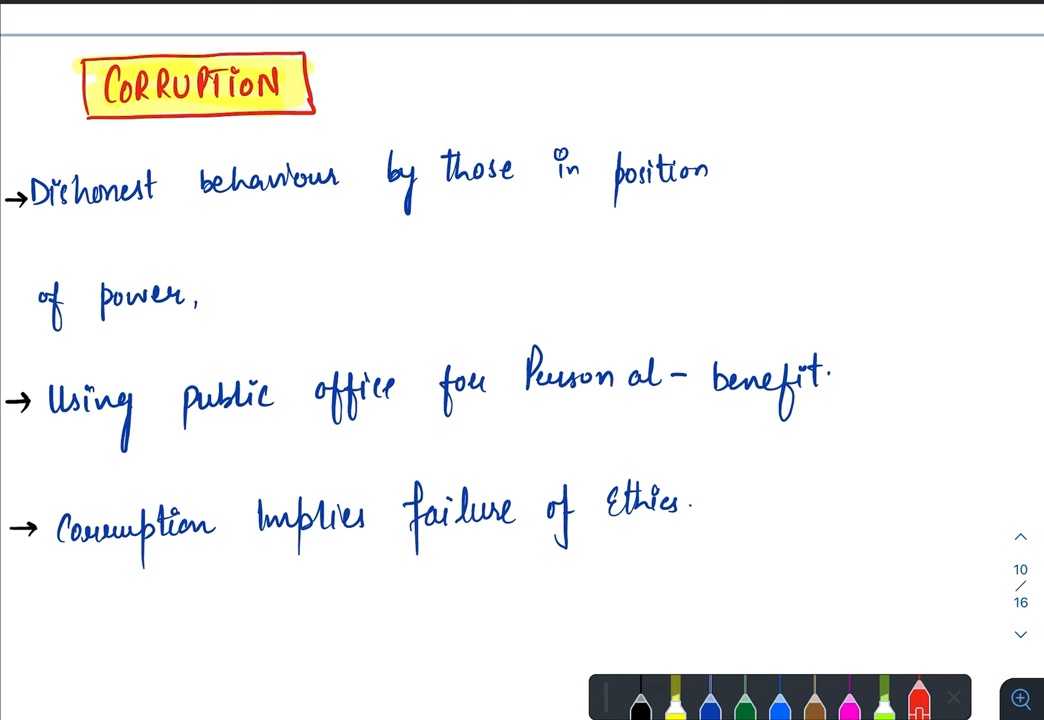 CORRUPTION
→ Dishonest behaviour by those in position
of power,
→ Using public office for Personal - benefit.
→ Corruption Implies failure of Ethics.
10
/
16